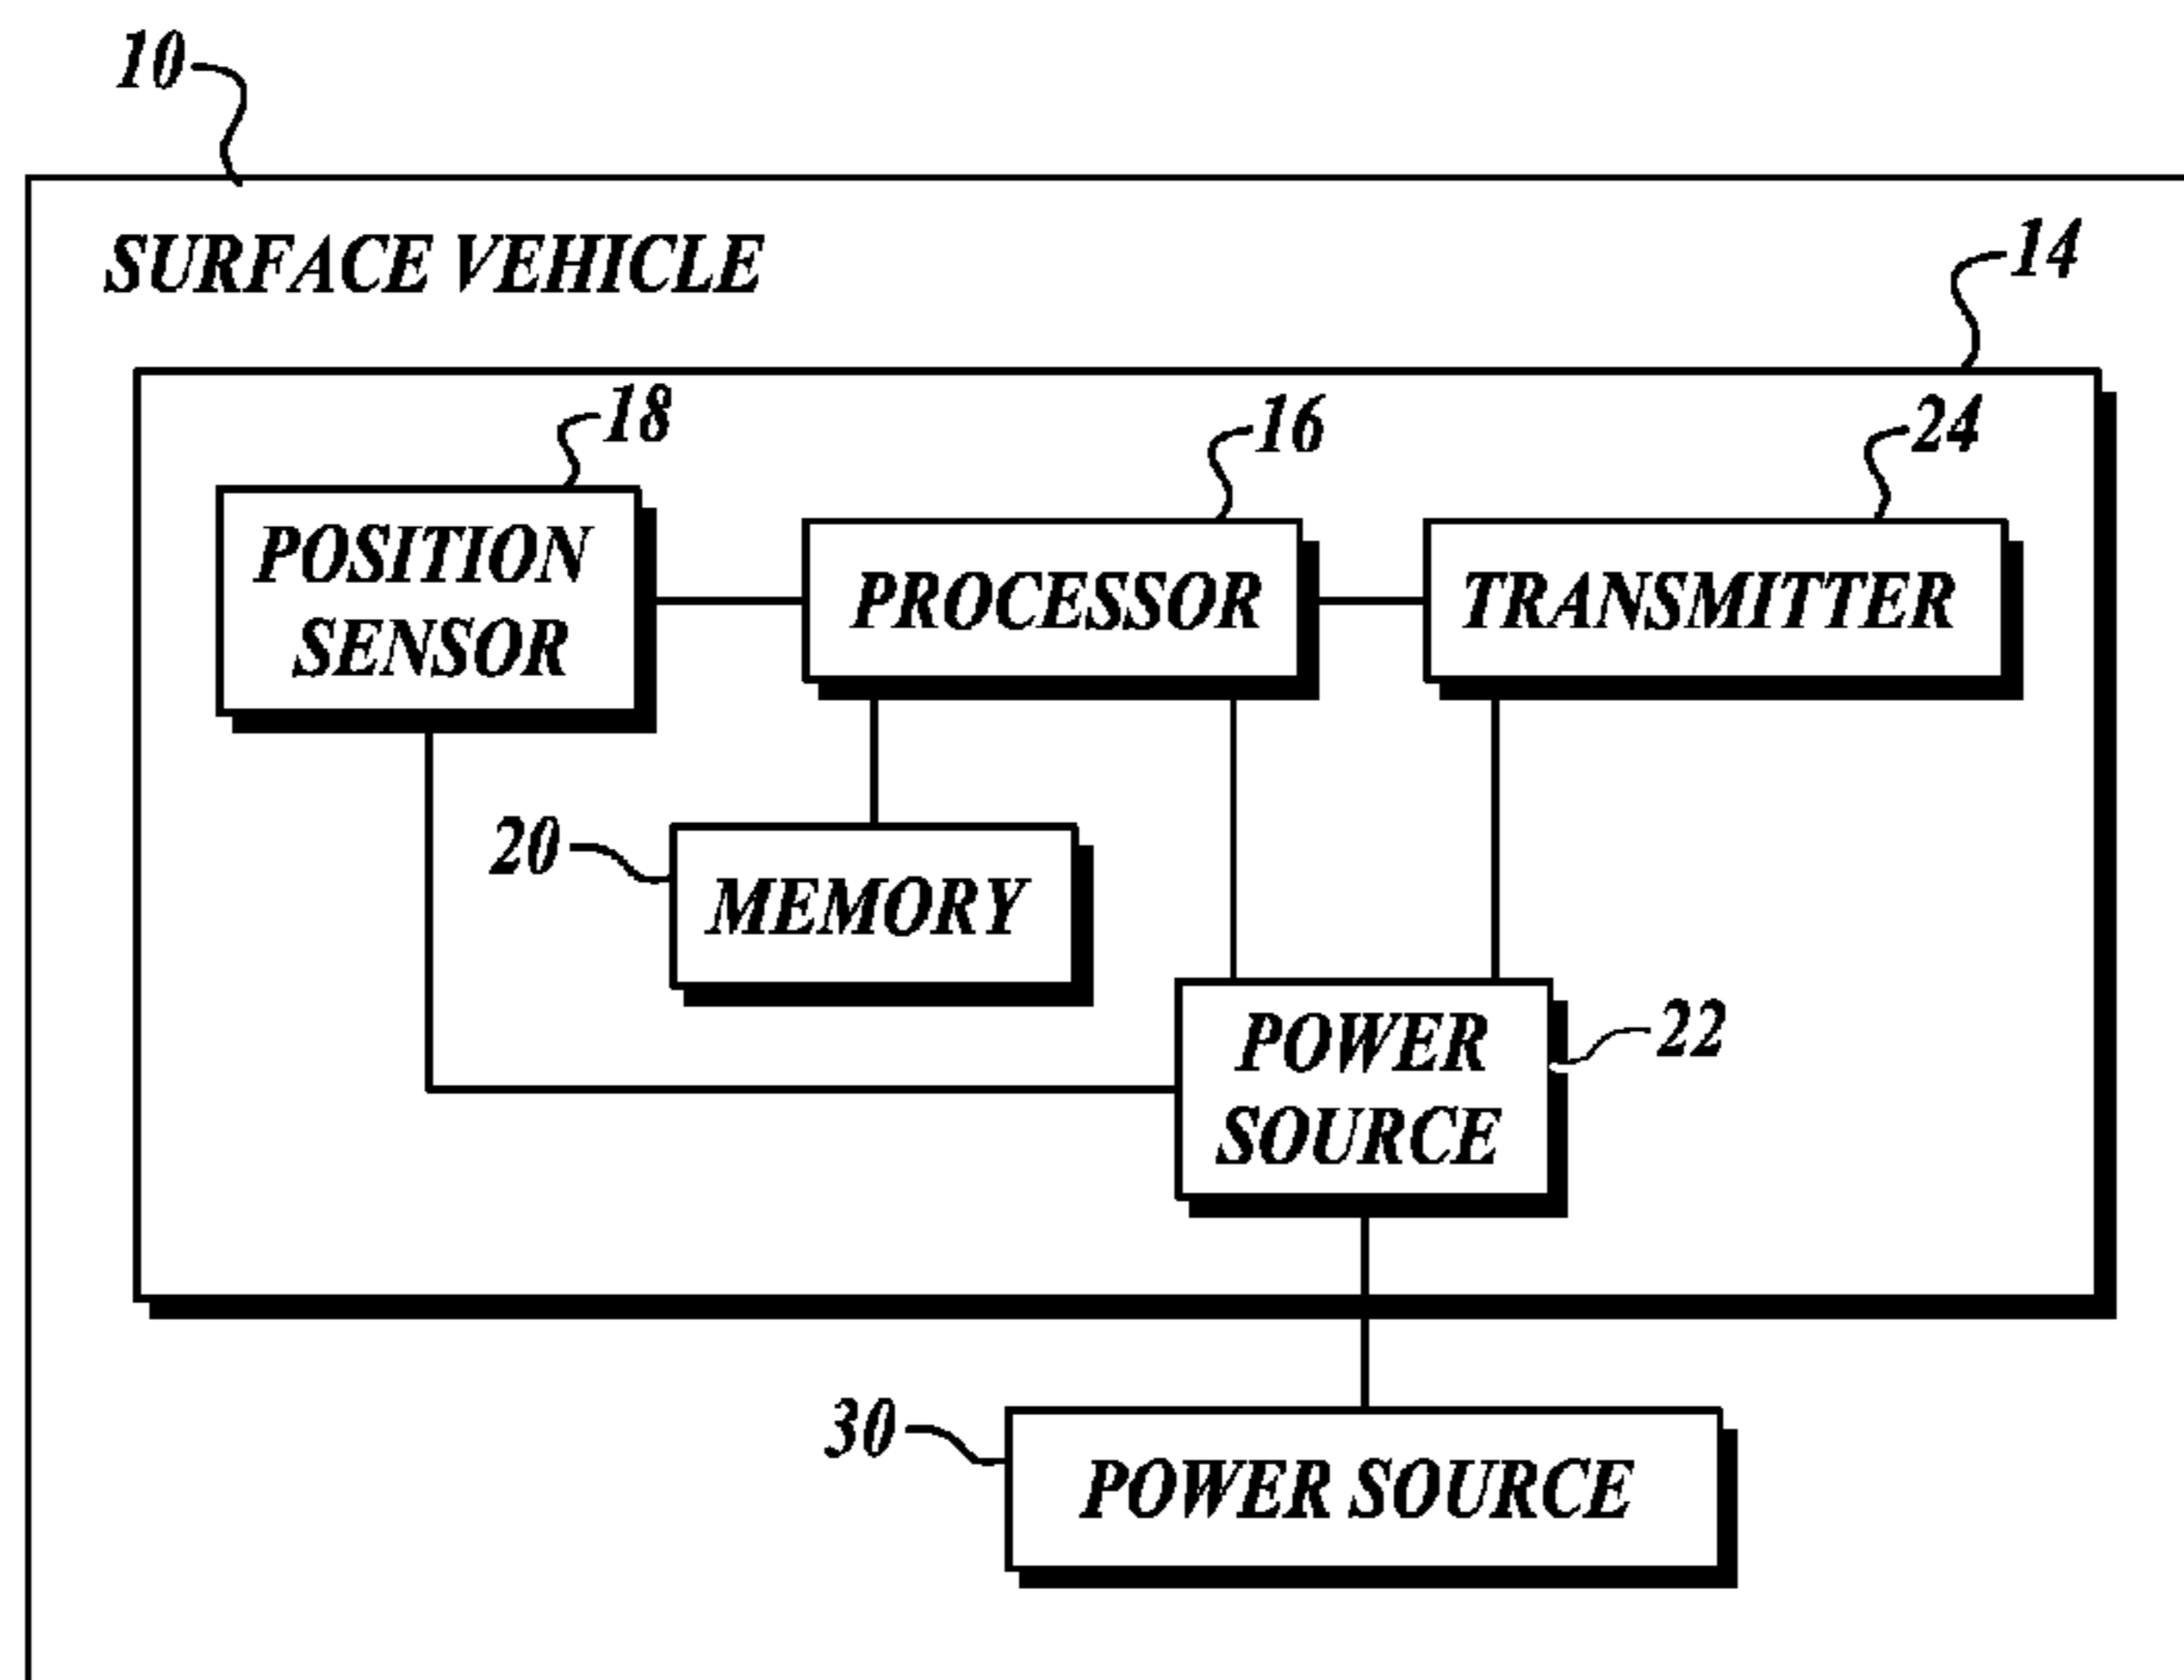 10
SURFACE VEHICLE
14
18
16
24
POSITION
SENSOR
PROCESSOR
TRANSMITTER
20
MEMORY
POWER
SOURCE
22
30
POWER SOURCE